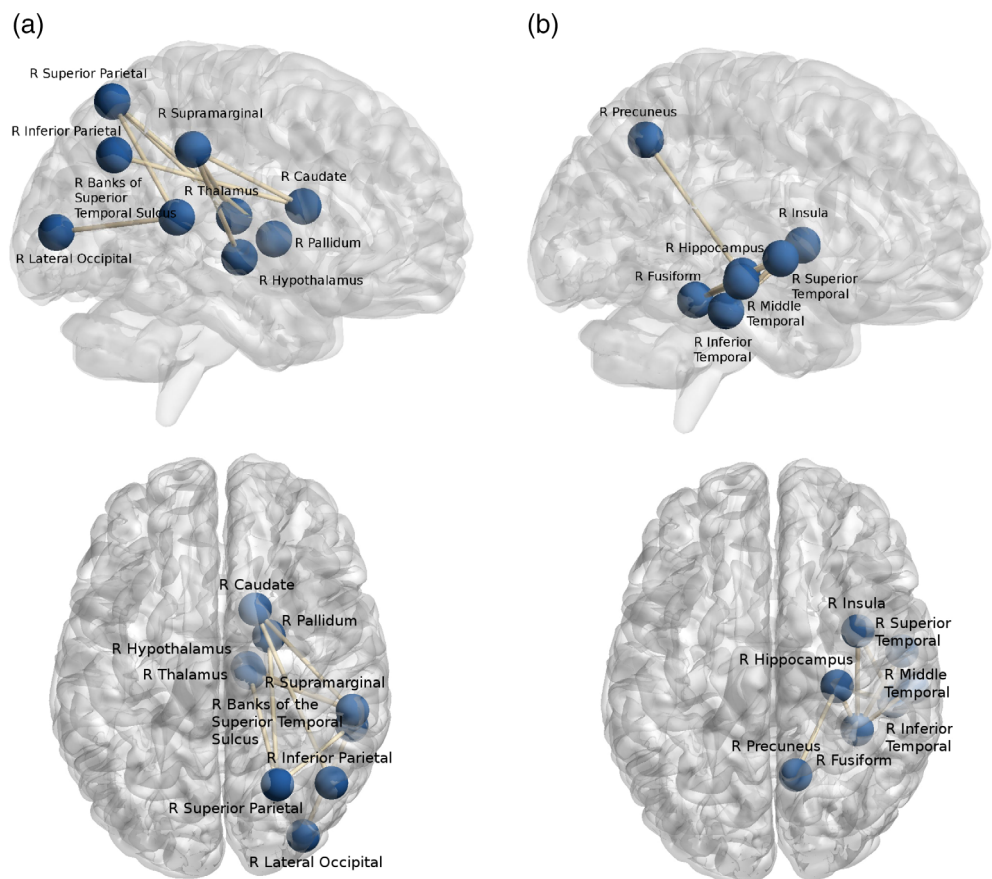 (a)
R Superior Parietal
R Supramarginal
R Inferior Parietal
R Banks of
Superior
Temporal Sulcus
R Thalamus
R Caudate
R Pallidum
R Lateral Occipital
R Hypothalamus
(b)
R Precuneus
R Insula
R Hippocampus
R Fusiform
R Superior
Temporal
R Middle
Temporal
R Inferior
Temporal
R Caudate
R Pallidum
R Hypothalamus
R Thalamus
R Supramarginal
R Banks of the
Superior Temporal
Sulcus
R Inferior Parietal
R Superior Parietal
R Lateral Occipital
R Insula
R Superior
Temporal
R Hippocampus
R Middle
Temporal
R Inferior
Temporal
R Precuneus
R Fusiform